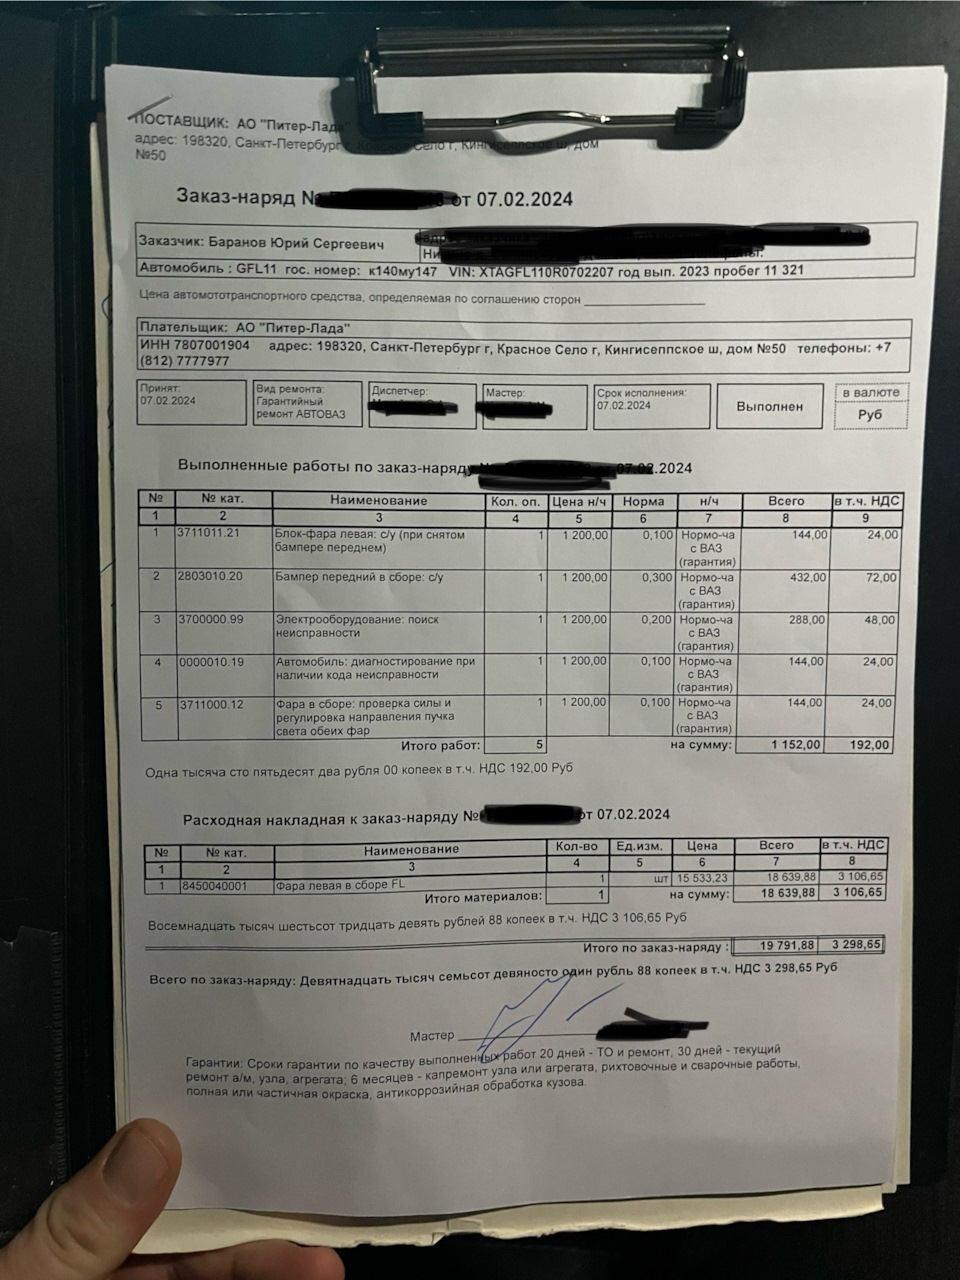 ПОСТАВЩИК: АО "Питер-Лада"
адрес: 198320, Санкт-Петербург г, Красное Село г, Кингисеппское ш, дом
№50
Заказ-наряд № от 07.02.2024
Заказчик: Баранов Юрий Сергеевич
Автомобиль : GFL11 гос. номер: к140му147 VIN: XTAGFL110R0702207 год вып. 2023 пробег 11 321
Цена автомототранспортного средства, определяемая по соглашению сторон
Плательщик: АО "Питер-Лада"
ИНН 7807001904 адрес: 198320, Санкт-Петербург г, Красное Село г, Кингисеппское ш, дом №50 телефоны: +7
(812) 7777977
Принят: 07.02.2024
Вид ремонта: Гарантийный ремонт АВТОВАЗ
Диспетчер:
Мастер:
Срок исполнения: 07.02.2024
Выполнен
в валюте
Руб
Выполненные работы по заказ-наряду 07.02.2024
№ № кат. Наименование Кол. оп. Цена н/ч Норма н/ч Всего в т.ч. НДС
1 2 3 4 5 6 7 8 9
1 3711011.21 Блок-фара левая: с/у (при снятом бампере переднем) 1 1 200,00 0,100 Нормо-ча с ВАЗ (гарантия) 144,00 24,00
2 2803010.20 Бампер передний в сборе: с/у 1 1 200,00 0,300 Нормо-ча с ВАЗ (гарантия) 432,00 72,00
3 3700000.99 Электрооборудование: поиск неисправности 1 1 200,00 0,200 Нормо-ча с ВАЗ (гарантия) 288,00 48,00
4 0000010.19 Автомобиль: диагностирование при наличии кода неисправности 1 1 200,00 0,100 Нормо-ча с ВАЗ (гарантия) 144,00 24,00
5 3711000.12 Фара в сборе: проверка силы и регулировка направления пучка света обеих фар 1 1 200,00 0,100 Нормо-ча с ВАЗ (гарантия) 144,00 24,00
Итого работ: 5 на сумму: 1 152,00 192,00
Одна тысяча сто пятьдесят два рубля 00 копеек в т.ч. НДС 192,00 Руб
Расходная накладная к заказ-наряду № от 07.02.2024
№ № кат. Наименование Кол-во Ед.изм. Цена Всего в т.ч. НДС
1 2 3 4 5 6 7 8
1 8450040001 Фара левая в сборе FL 1 шт 15 533,23 18 639,88 3 106,65
Итого материалов: 1 на сумму: 18 639,88 3 106,65
Восемнадцать тысяч шестьсот тридцать девять рублей 88 копеек в т.ч. НДС 3 106,65 Руб
Итого по заказ-наряду : 19 791,88 3 298,65
Всего по заказ-наряду: Девятнадцать тысяч семьсот девяносто один рубль 88 копеек в т.ч. НДС 3 298,65 Руб
Мастер
Гарантии: Сроки гарантии по качеству выполненных работ 20 дней - ТО и ремонт, 30 дней - текущий
ремонт а/м, узла, агрегата; 6 месяцев - капремонт узла или агрегата, рихтовочные и сварочные работы,
полная или частичная окраска, антикоррозийная обработка кузова.